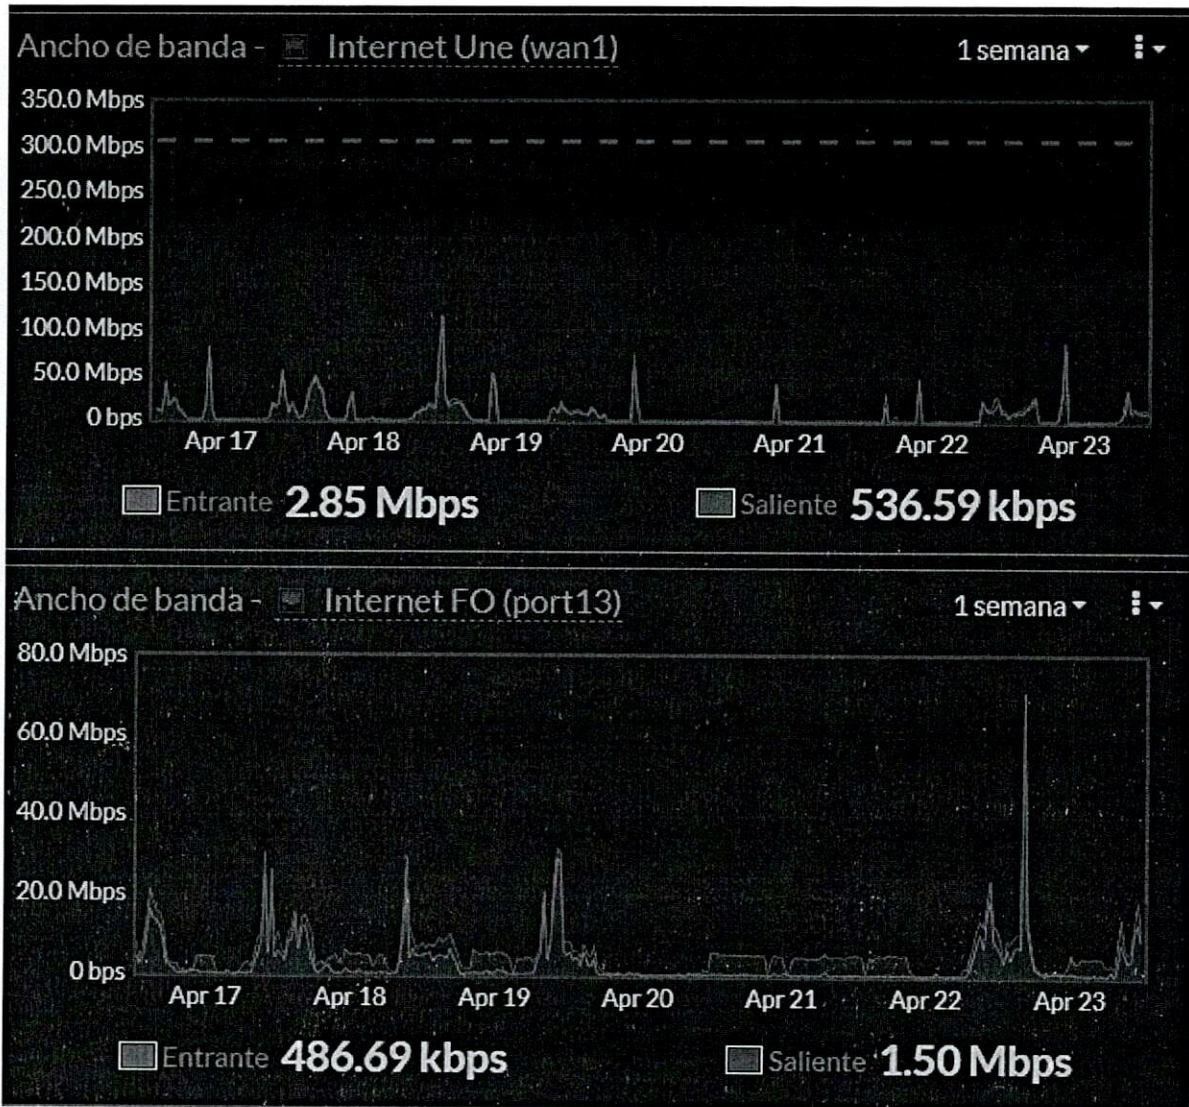 Ancho de banda - Internet Une (wan1) 1 semana
350.0 Mbps
300.0 Mbps
250.0 Mbps
200.0 Mbps
150.0 Mbps
100.0 Mbps
50.0 Mbps
0 bps
Apr 17 Apr 18 Apr 19 Apr 20 Apr 21 Apr 22 Apr 23
Entrante 2.85 Mbps Saliente 536.59 kbps
Ancho de banda - Internet FO (port13) 1 semana
80.0 Mbps
60.0 Mbps
40.0 Mbps
20.0 Mbps
0 bps
Apr 17 Apr 18 Apr 19 Apr 20 Apr 21 Apr 22 Apr 23
Entrante 486.69 kbps Saliente 1.50 Mbps